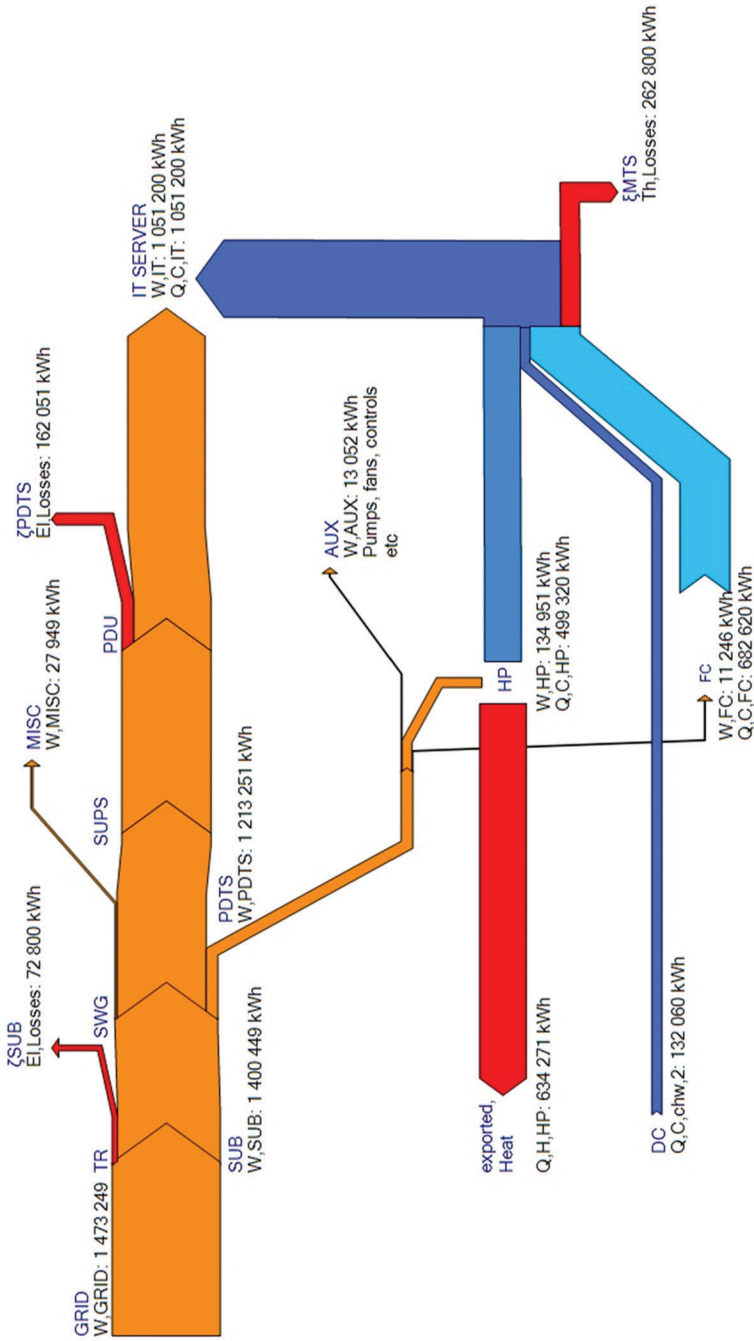 GRID
W,GRID: 1 473 249
TR
ζSUB
El,Losses: 72 800 kWh
SWG
SUB
W,SUB: 1 400 449 kWh
MISC
W,MISC: 27 949 kWh
SUPS
PDTS
W,PDTS: 1 213 251 kWh
PDU
ζPDTS
El,Losses: 162 051 kWh
IT SERVER
W,IT: 1 051 200 kWh
Q,C,IT: 1 051 200 kWh
AUX
W,AUX: 13 052 kWh
Pumps, fans, controls
etc
exported,
Heat
Q,H,HP: 634 271 kWh
HP
W,HP: 134 951 kWh
Q,C,HP: 499 320 kWh
ξMTS
Th,Losses: 262 800 kWh
DC
Q,C,chw,2: 132 060 kWh
FC
W,FC: 11 246 kWh
Q,C,FC: 682 620 kWh